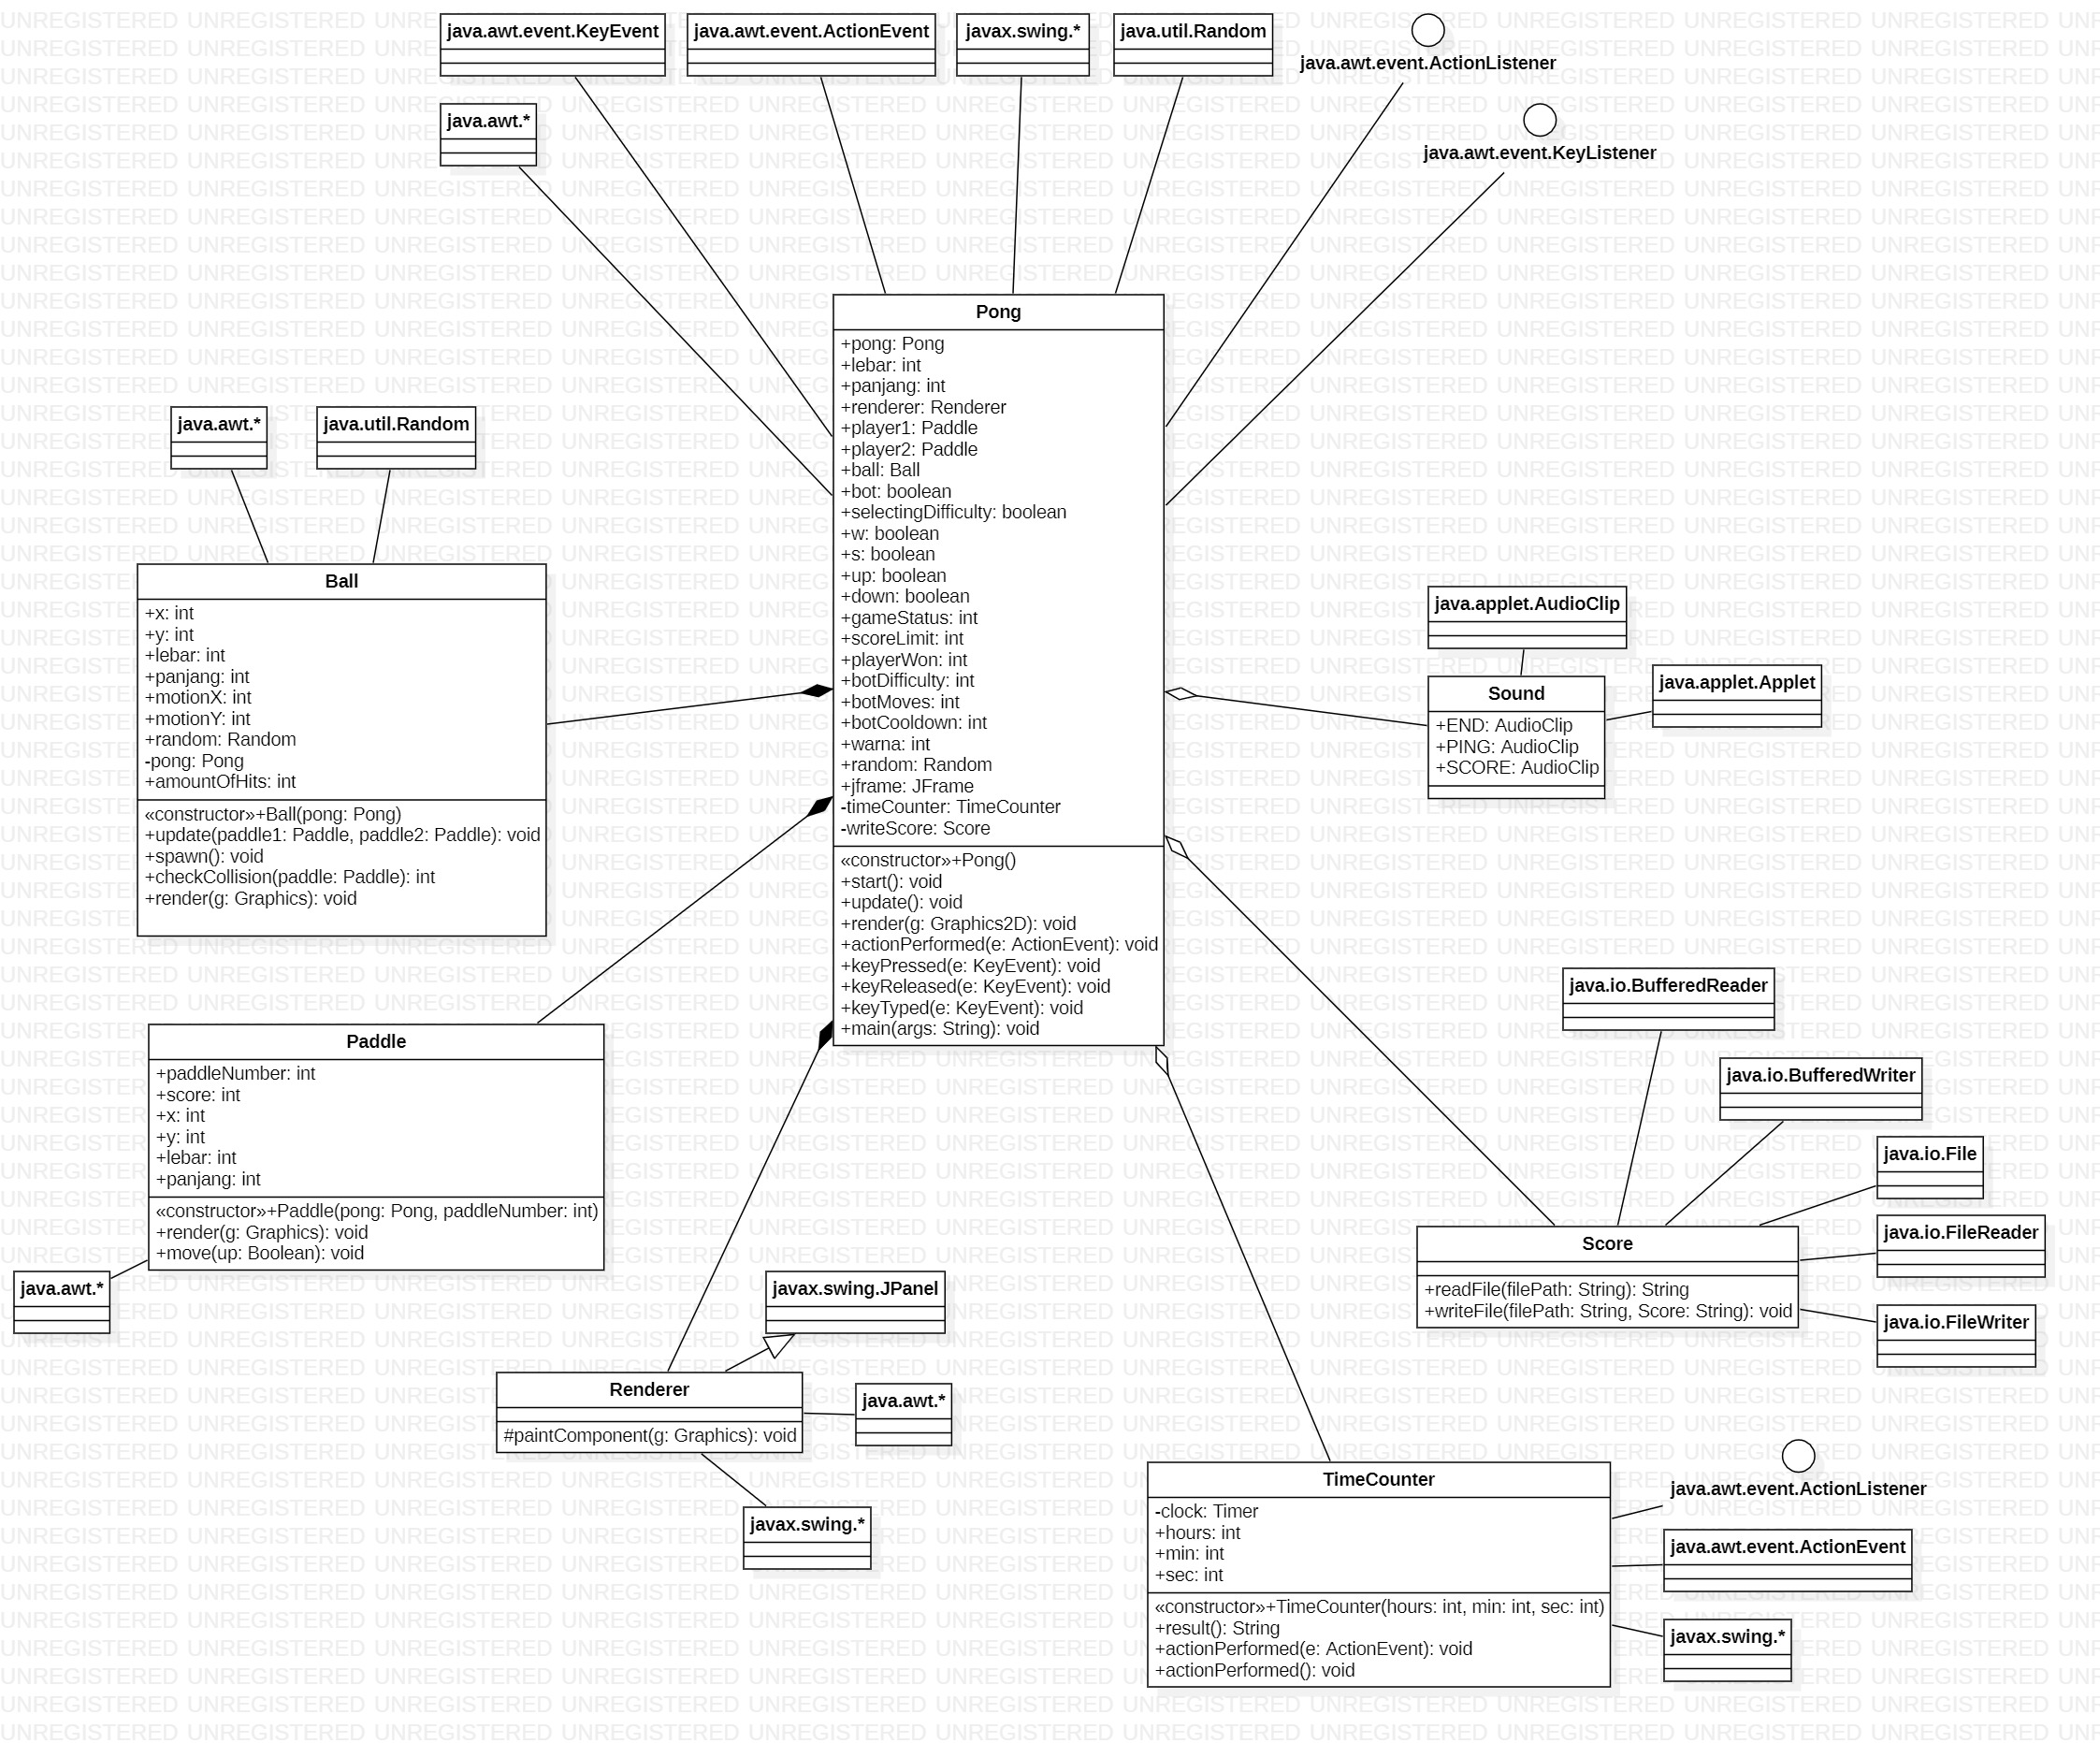 java.awt.event.KeyEvent
java.awt.event.ActionEvent
javax.swing.*
java.util.Random
java.awt.event.ActionListener
java.awt.*
java.awt.event.KeyListener
Pong
+pong: Pong
+lebar: int
+panjang: int
+renderer: Renderer
+player1: Paddle
+player2: Paddle
+ball: Ball
+bot: boolean
+selectingDifficulty: boolean
+w: boolean
+s: boolean
+up: boolean
+down: boolean
+gameStatus: int
+scoreLimit: int
+playerWon: int
+botDifficulty: int
+botMoves: int
+botCooldown: int
+warna: int
+random: Random
+jframe: JFrame
-timeCounter: TimeCounter
-writeScore: Score
«constructor»+Pong()
+start(): void
+update(): void
+render(g: Graphics2D): void
+actionPerformed(e: ActionEvent): void
+keyPressed(e: KeyEvent): void
+keyReleased(e: KeyEvent): void
+keyTyped(e: KeyEvent): void
+main(args: String): void
java.awt.*
java.util.Random
Ball
+x: int
+y: int
+lebar: int
+panjang: int
+motionX: int
+motionY: int
+random: Random
-pong: Pong
+amountOfHits: int
«constructor»+Ball(pong: Pong)
+update(paddle1: Paddle, paddle2: Paddle): void
+spawn(): void
+checkCollision(paddle: Paddle): int
+render(g: Graphics): void
java.applet.AudioClip
java.applet.Applet
Sound
+END: AudioClip
+PING: AudioClip
+SCORE: AudioClip
Paddle
+paddleNumber: int
+score: int
+x: int
+y: int
+lebar: int
+panjang: int
«constructor»+Paddle(pong: Pong, paddleNumber: int)
+render(g: Graphics): void
+move(up: Boolean): void
java.awt.*
java.io.BufferedReader
java.io.BufferedWriter
java.io.File
java.io.FileReader
java.io.FileWriter
Score
+readFile(filePath: String): String
+writeFile(filePath: String, Score: String): void
javax.swing.JPanel
Renderer
#paintComponent(g: Graphics): void
java.awt.*
javax.swing.*
TimeCounter
-clock: Timer
+hours: int
+min: int
+sec: int
«constructor»+TimeCounter(hours: int, min: int, sec: int)
+result(): String
+actionPerformed(e: ActionEvent): void
+actionPerformed(): void
java.awt.event.ActionListener
java.awt.event.ActionEvent
javax.swing.*